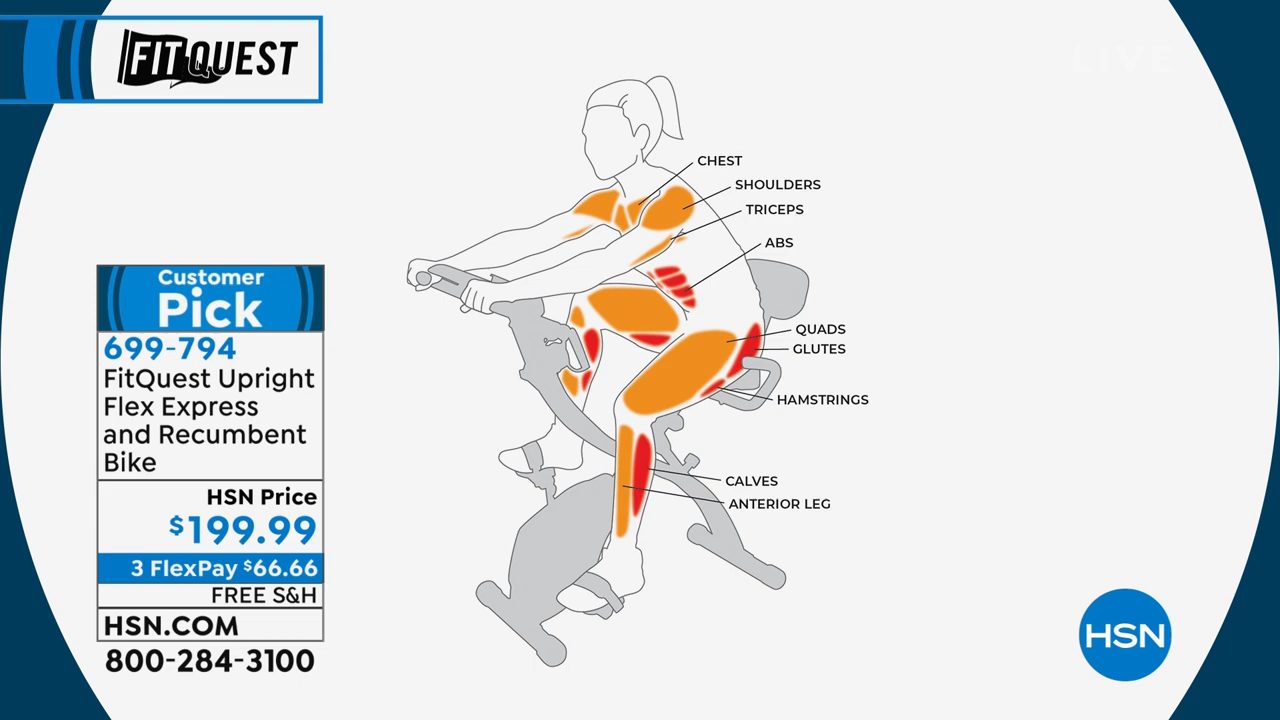 FITQUEST
LIVE
CHEST
SHOULDERS
TRICEPS
ABS
QUADS
GLUTES
HAMSTRINGS
CALVES
ANTERIOR LEG
Customer
Pick
699-794
FitQuest Upright
Flex Express
and Recumbent
Bike
HSN Price
$199.99
3 FlexPay $66.66
FREE S&H
HSN.COM
800-284-3100
HSN